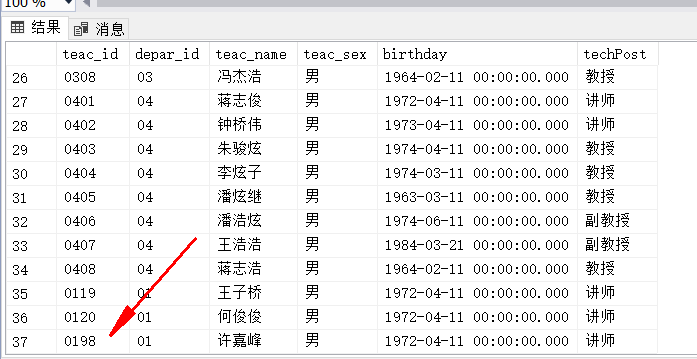 100 %
结果 消息
teac_id depar_id teac_name teac_sex birthday techPost
26 0308 03 冯杰浩 男 1964-02-11 00:00:00.000 教授
27 0401 04 蒋志俊 男 1972-04-11 00:00:00.000 讲师
28 0402 04 钟桥伟 男 1973-04-11 00:00:00.000 讲师
29 0403 04 朱骏炫 男 1974-04-11 00:00:00.000 教授
30 0404 04 李炫子 男 1974-03-11 00:00:00.000 教授
31 0405 04 潘炫继 男 1963-03-11 00:00:00.000 教授
32 0406 04 潘浩炫 男 1974-06-11 00:00:00.000 副教授
33 0407 04 王浩浩 男 1984-03-21 00:00:00.000 副教授
34 0408 04 蒋志浩 男 1964-02-11 00:00:00.000 教授
35 0119 01 王子桥 男 1972-04-11 00:00:00.000 讲师
36 0120 01 何俊俊 男 1972-04-11 00:00:00.000 讲师
37 0198 01 许嘉峰 男 1972-04-11 00:00:00.000 讲师